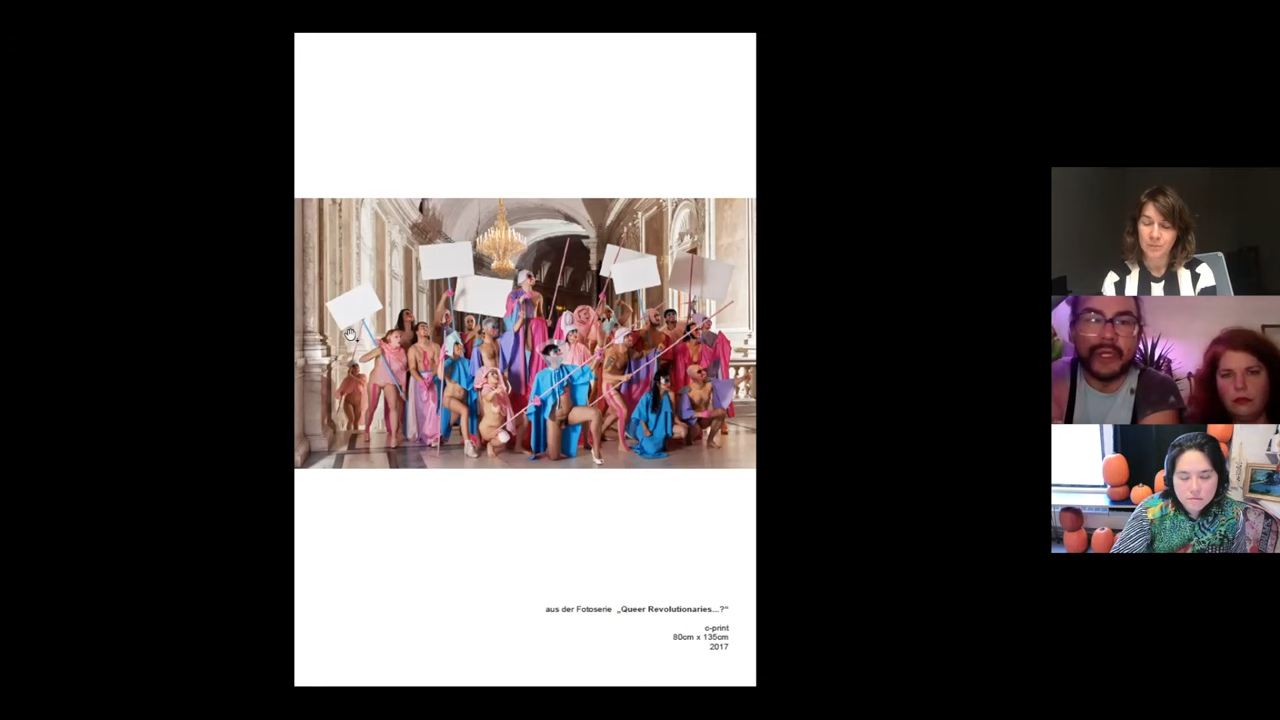 aus der Fotoserie „Queer Revolutionaries...?“
c-print
80cm x 135cm
2017